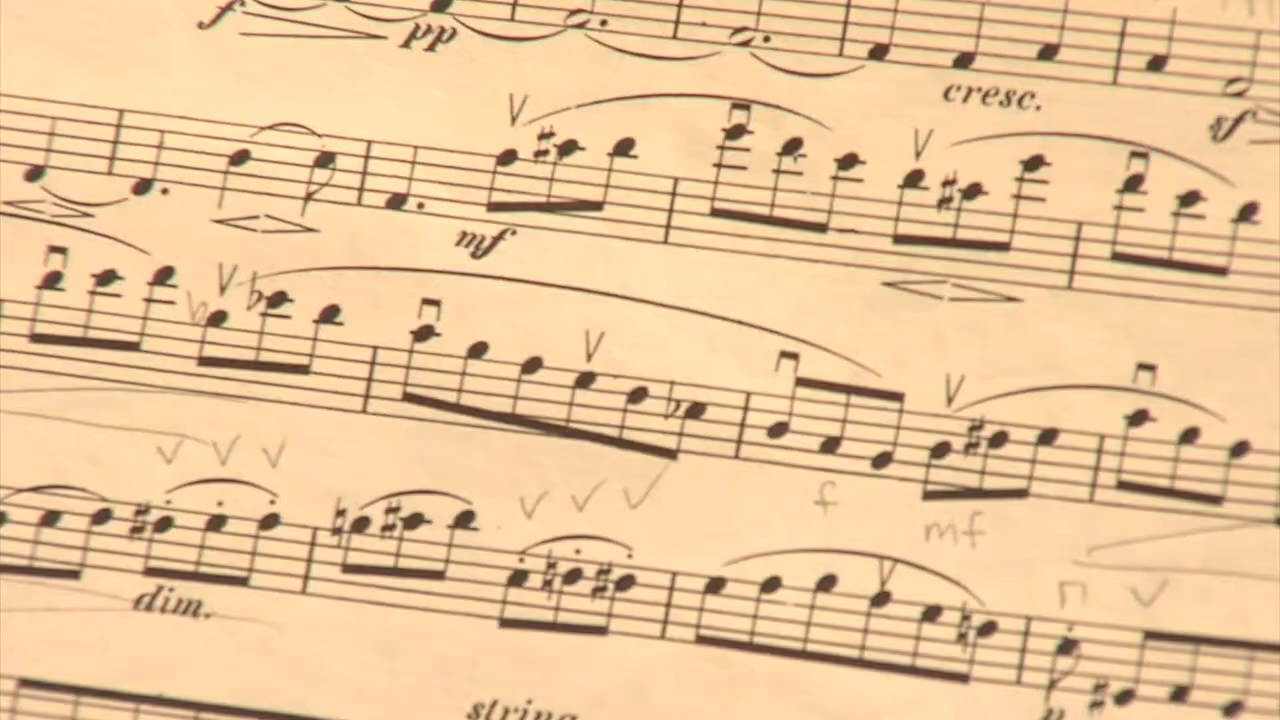 f pp
cresc.
sf
mf
f
mf
dim.
string